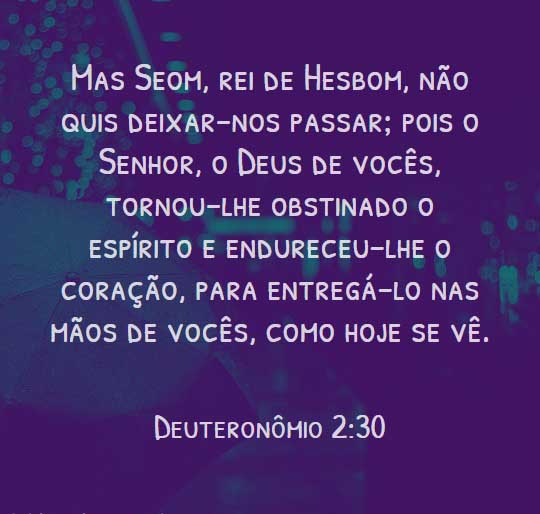 Mas Seom, rei de Hesbom, não
quis deixar-nos passar; pois o
Senhor, o Deus de vocês,
tornou-lhe obstinado o
espírito e endureceu-lhe o
coração, para entregá-lo nas
mãos de vocês, como hoje se vê.
Deuteronômio 2:30